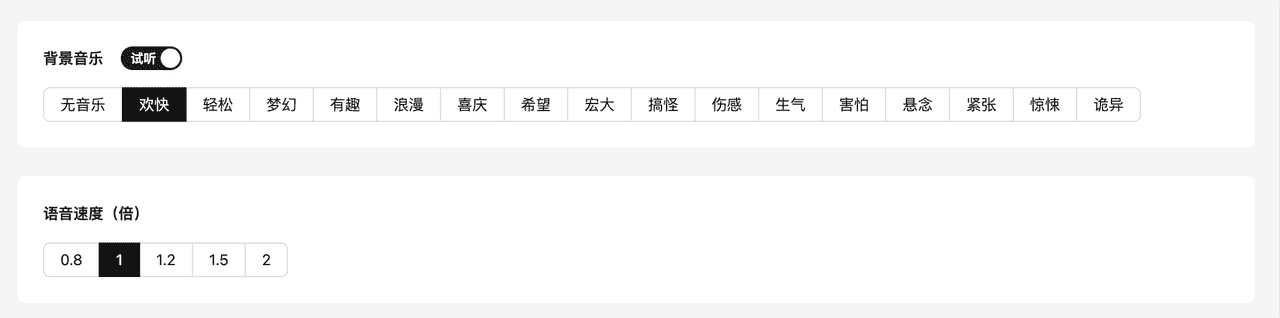 背景音乐 试听
无音乐 欢快 轻松 梦幻 有趣 浪漫 喜庆 希望 宏大 搞怪 伤感 生气 害怕 悬念 紧张 惊悚 诡异
语音速度（倍）
0.8 1 1.2 1.5 2